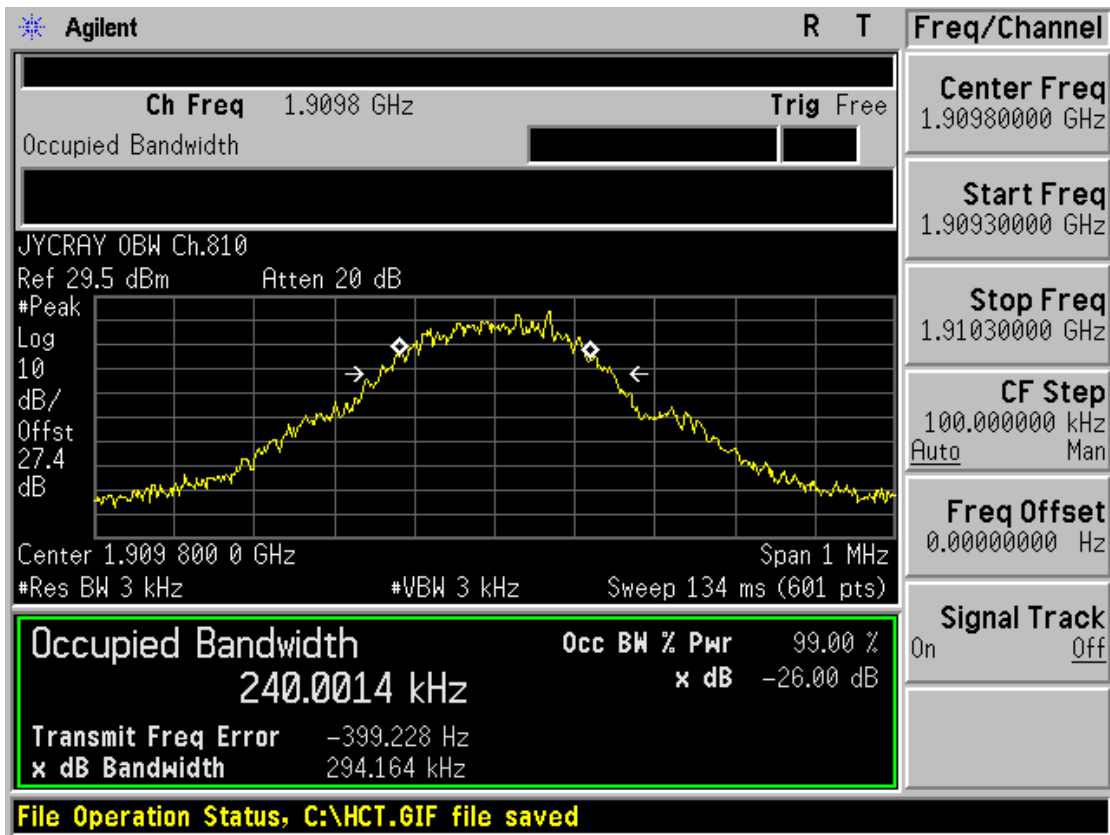 Agilent R T
Ch Freq 1.9098 GHz Trig Free
Occupied Bandwidth
JYCRAY OBW Ch.810
Ref 29.5 dBm Atten 20 dB
#Peak
Log
10
dB/
Offst
27.4
dB
Center 1.909 800 0 GHz Span 1 MHz
#Res BW 3 kHz #VBW 3 kHz Sweep 134 ms (601 pts)
Occupied Bandwidth
240.0014 kHz
Occ BW % Pwr 99.00 %
x dB -26.00 dB
Transmit Freq Error -399.228 Hz
x dB Bandwidth 294.164 kHz
File Operation Status, C:\HCT.GIF file saved
Freq/Channel
Center Freq
1.90980000 GHz
Start Freq
1.90930000 GHz
Stop Freq
1.91030000 GHz
CF Step
100.000000 kHz
Auto Man
Freq Offset
0.00000000 Hz
Signal Track
On Off